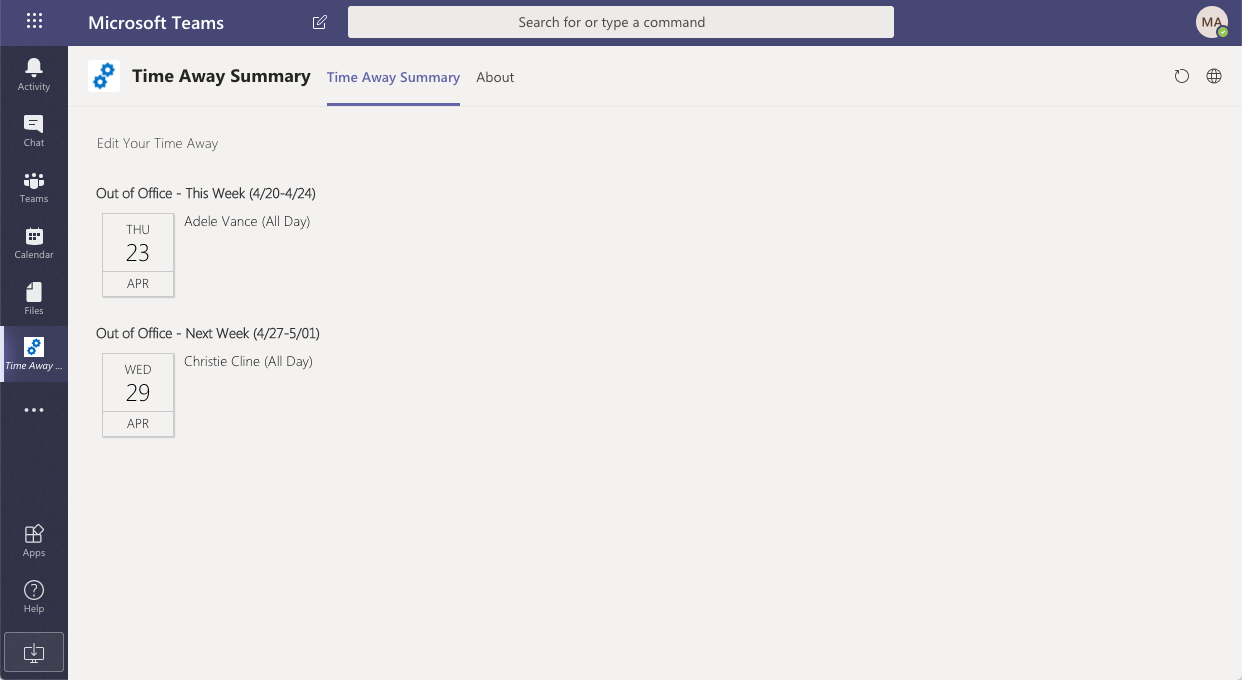 Microsoft Teams
Search for or type a command
MA
Activity
Chat
Teams
Calendar
Files
Time Away ...
Apps
Help
Time Away Summary
Time Away Summary
About
Edit Your Time Away
Out of Office - This Week (4/20-4/24)
THU
23
APR
Adele Vance (All Day)
Out of Office - Next Week (4/27-5/01)
WED
29
APR
Christie Cline (All Day)